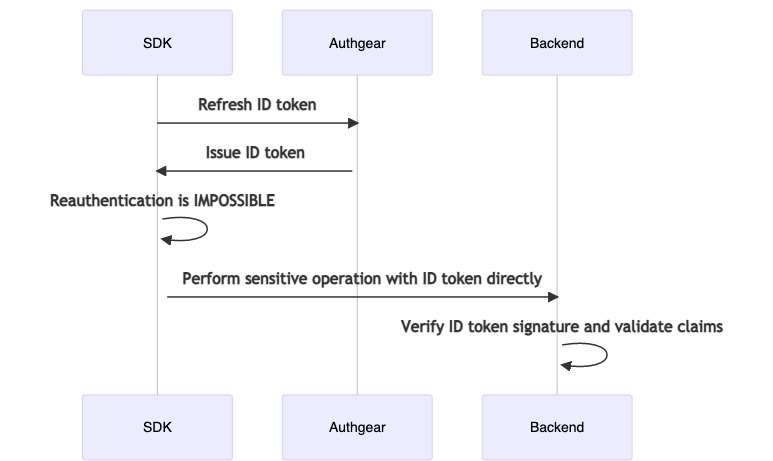 SDK
Authgear
Backend
Refresh ID token
Issue ID token
Reauthentication is IMPOSSIBLE
Perform sensitive operation with ID token directly
Verify ID token signature and validate claims
SDK
Authgear
Backend